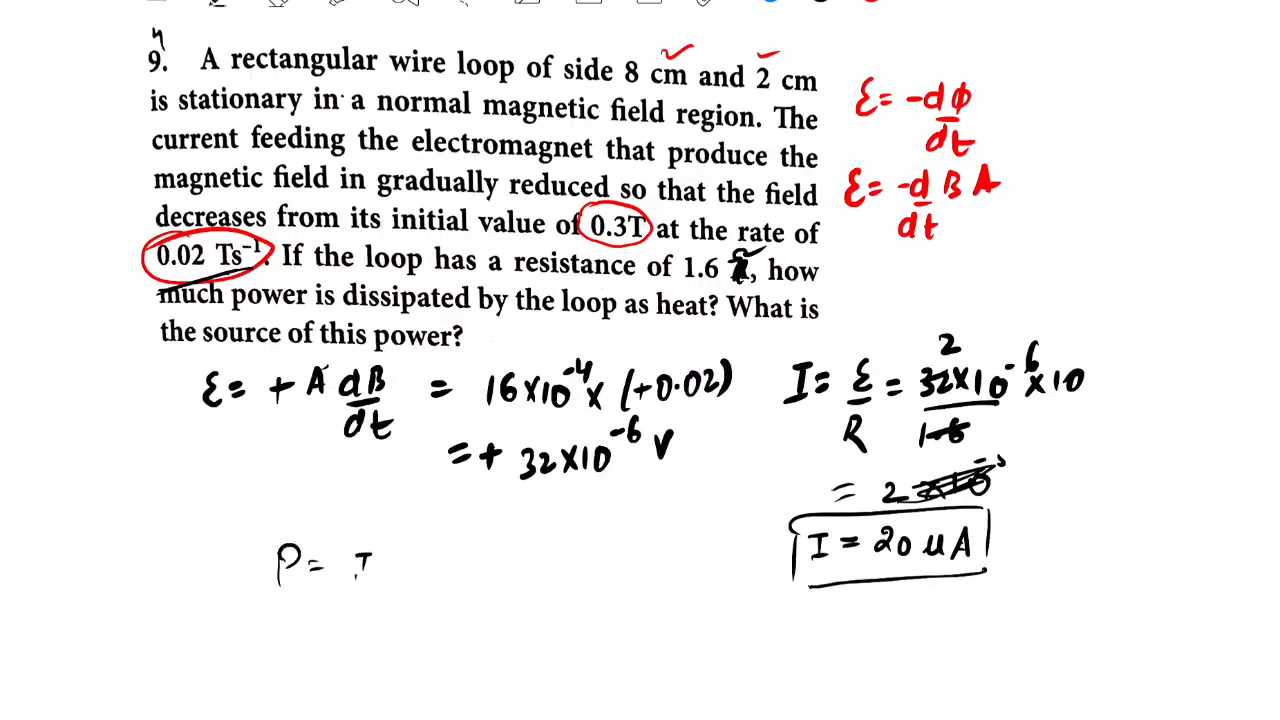 9. A rectangular wire loop of side 8 cm and 2 cm
is stationary in a normal magnetic field region. The
current feeding the electromagnet that produce the
magnetic field in gradually reduced so that the field
decreases from its initial value of 0.3T at the rate of
0.02 Ts⁻¹. If the loop has a resistance of 1.6 , how
much power is dissipated by the loop as heat? What is
the source of this power?
ε = -dφ/dt
ε = -d/dt B A
ε = + A dB/dt = 16×10⁻⁴ × (+0.02)
= + 32×10⁻⁶ V
I = ε/R = 32×10⁻⁶×10/1.6
2
= 2
I = 20 μA
P = I